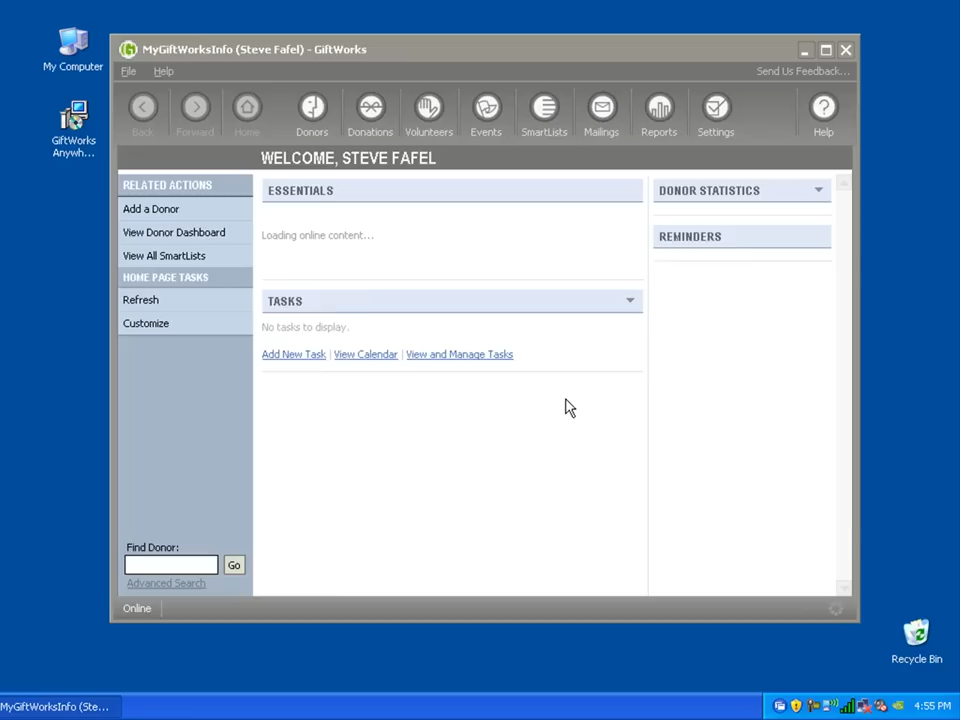 My Computer
GiftWorks
Anywh...
MyGiftWorksInfo (Steve Fafel) - GiftWorks
File Help
Send Us Feedback...
Back Forward Home Donors Donations Volunteers Events SmartLists Mailings Reports Settings Help
WELCOME, STEVE FAFEL
RELATED ACTIONS
Add a Donor
View Donor Dashboard
View All SmartLists
HOME PAGE TASKS
Refresh
Customize
Find Donor:
Go
Advanced Search
ESSENTIALS
Loading online content...
TASKS
No tasks to display.
Add New Task | View Calendar | View and Manage Tasks
DONOR STATISTICS
REMINDERS
Online
Recycle Bin
MyGiftWorksInfo (Ste...
4:55 PM